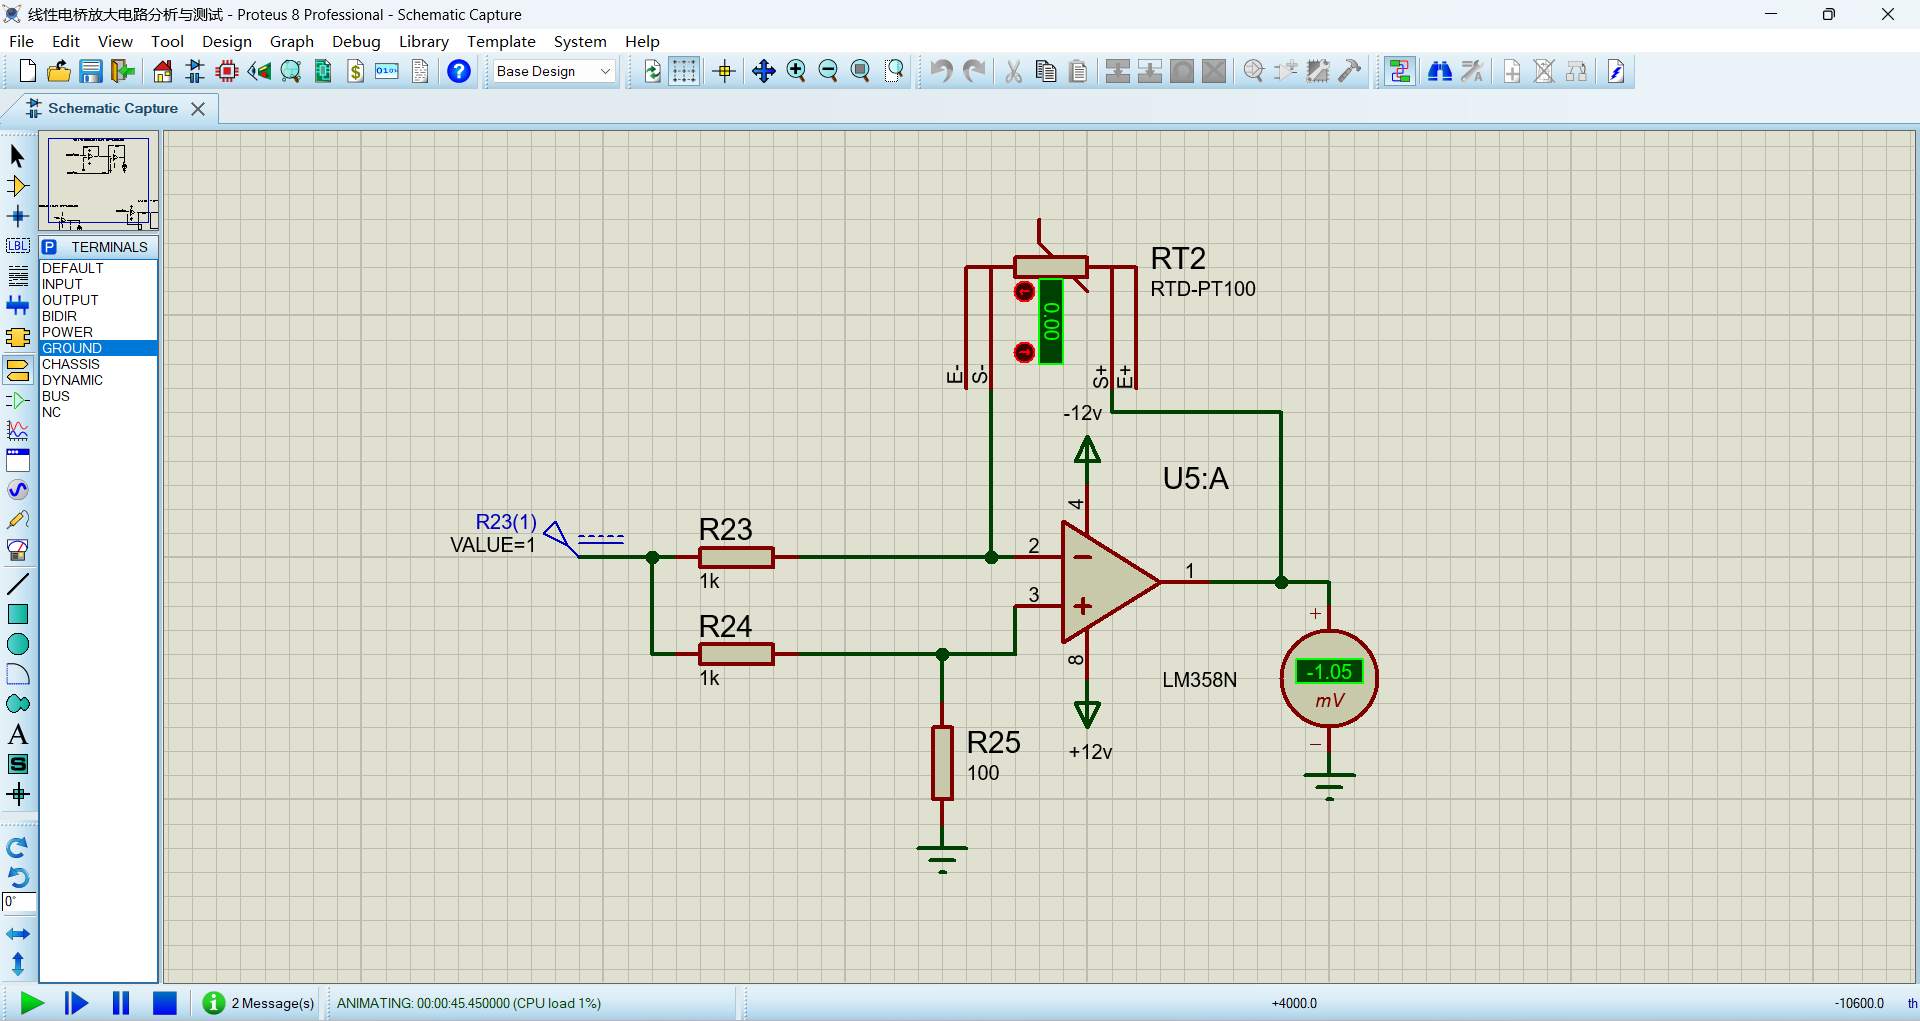 线性电桥放大电路分析与测试 - Proteus 8 Professional - Schematic Capture
File Edit View Tool Design Graph Debug Library Template System Help
Base Design
Schematic Capture
TERMINALS
DEFAULT
INPUT
OUTPUT
BIDIR
POWER
GROUND
CHASSIS
DYNAMIC
BUS
NC
LBL
A
S
0°
RT2
RTD-PT100
0.00
E-
S-
S+
E+
-12v
U5:A
4
R23(1)
VALUE=1
R23
1k
2
3
1
R24
1k
8
LM358N
+
-1.05
mV
R25
100
+12v
2 Message(s)
ANIMATING: 00:00:45.450000 (CPU load 1%)
+4000.0
-10600.0
th